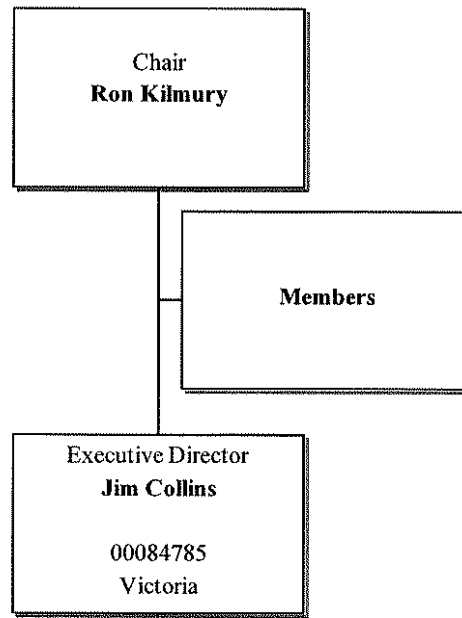 Chair
Ron Kilmury
Members
Executive Director
Jim Collins
00084785
Victoria